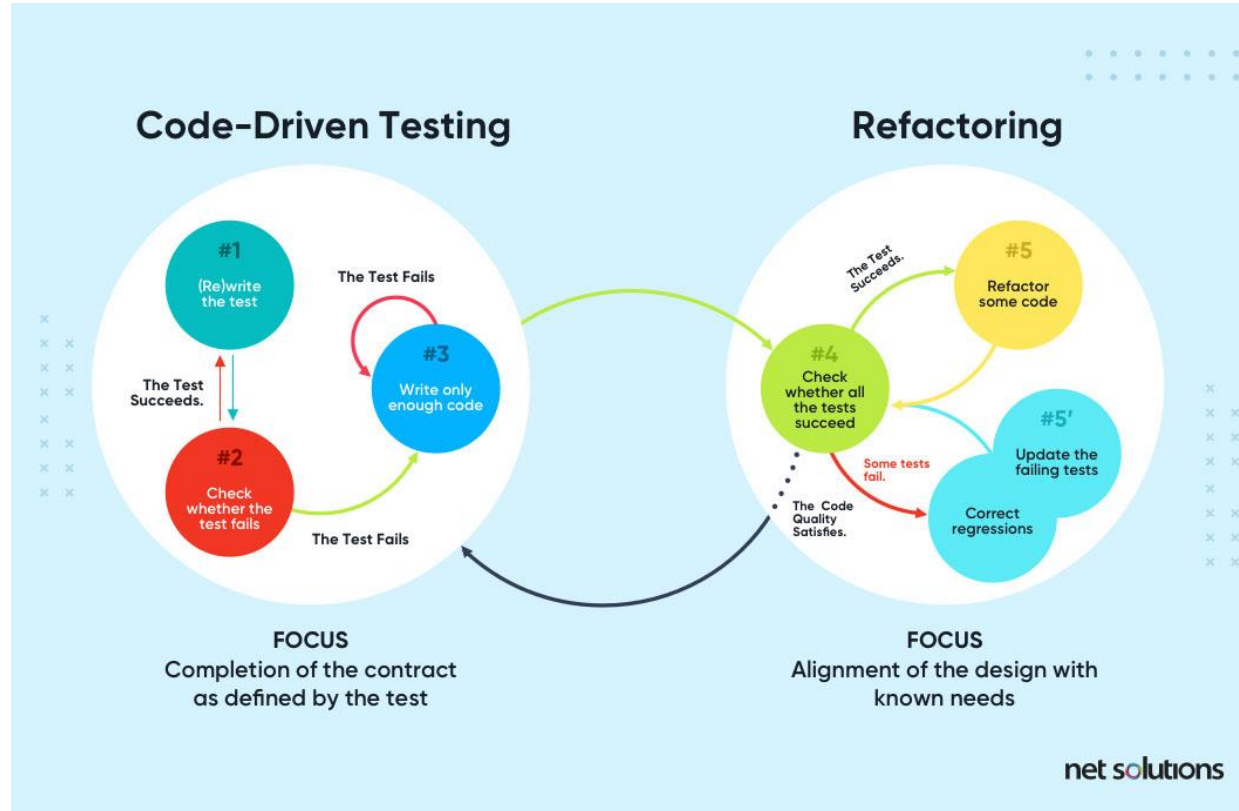 Code-Driven Testing
Refactoring
#1
(Re)write
the test
The Test
Succeeds.
#2
Check
whether the
test fails
The Test Fails
The Test Fails
#3
Write only
enough code
#4
Check
whether all
the tests
succeed
The Test
Succeeds.
#5
Refactor
some code
#5'
Update the
failing tests
Some tests
fail.
Correct
regressions
The Code
Quality
Satisfies.
FOCUS
Completion of the contract
as defined by the test
FOCUS
Alignment of the design with
known needs
net solutions